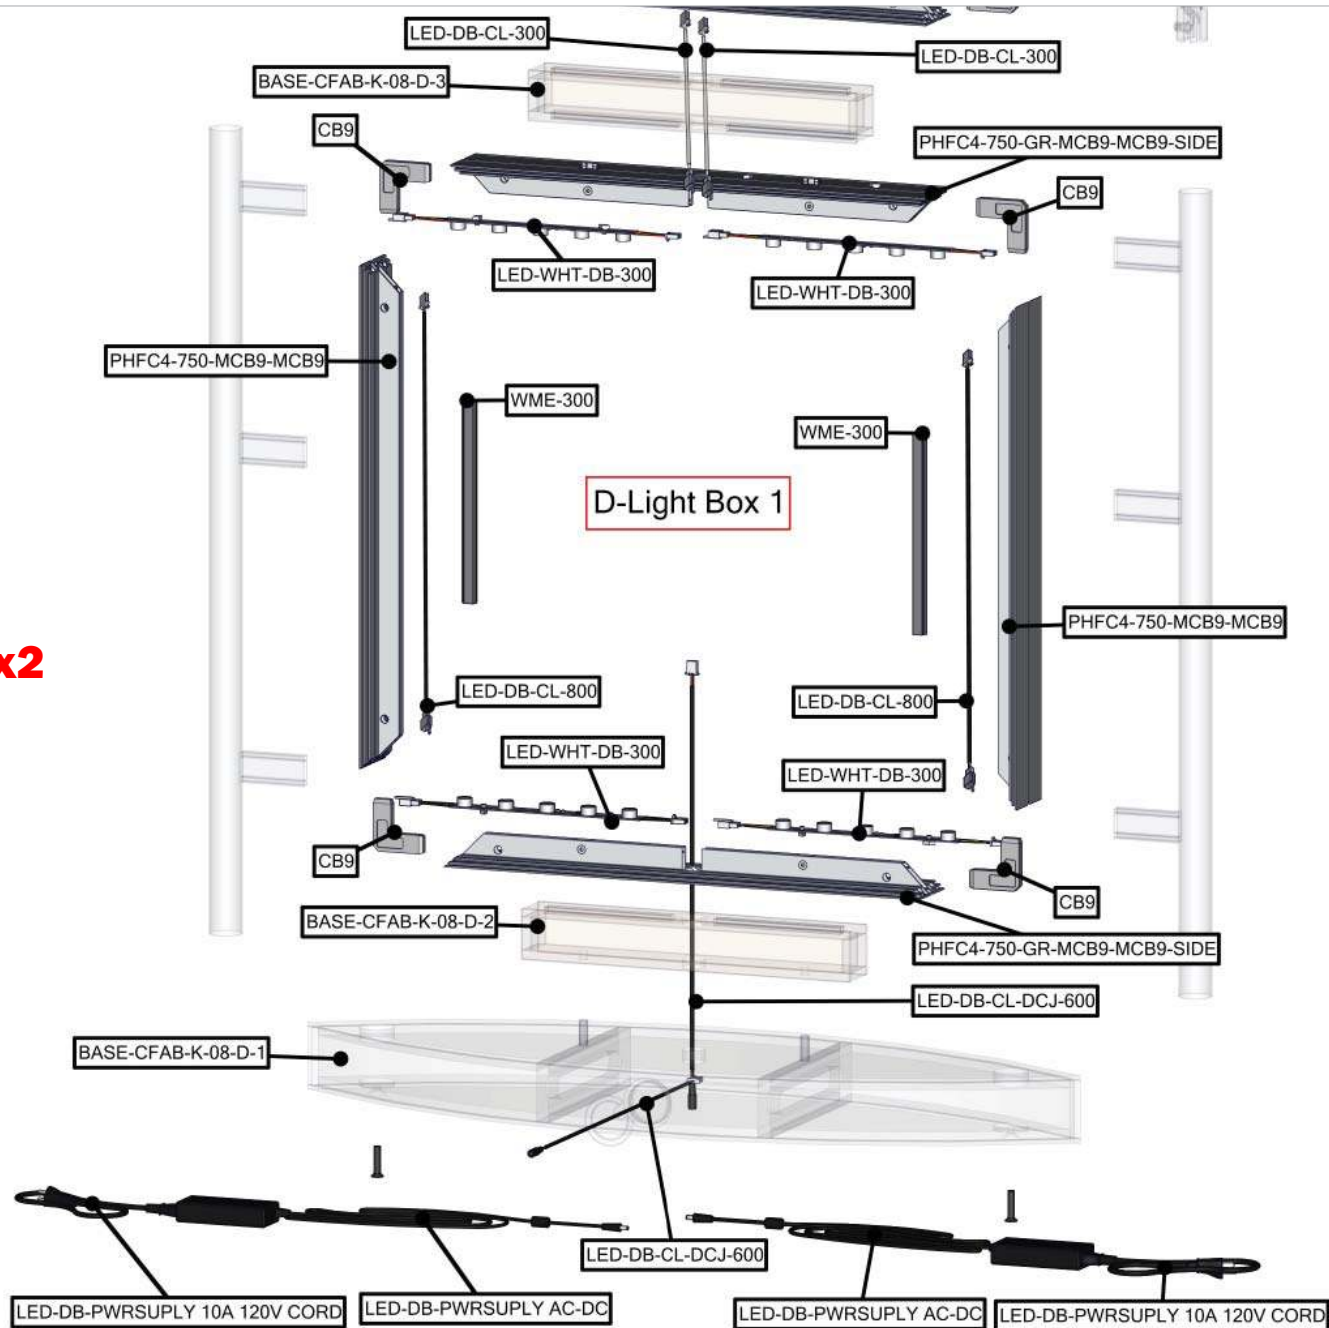 LED-DB-CL-300
LED-DB-CL-300
BASE-CFAB-K-08-D-3
CB9
PHFC4-750-GR-MCB9-MCB9-SIDE
CB9
LED-WHT-DB-300
LED-WHT-DB-300
PHFC4-750-MCB9-MCB9
WME-300
WME-300
D-Light Box 1
PHFC4-750-MCB9-MCB9
x2
LED-DB-CL-800
LED-DB-CL-800
LED-WHT-DB-300
LED-WHT-DB-300
CB9
CB9
BASE-CFAB-K-08-D-2
PHFC4-750-GR-MCB9-MCB9-SIDE
LED-DB-CL-DCJ-600
BASE-CFAB-K-08-D-1
LED-DB-CL-DCJ-600
LED-DB-PWRSUPLY 10A 120V CORD
LED-DB-PWRSUPLY AC-DC
LED-DB-PWRSUPLY AC-DC
LED-DB-PWRSUPLY 10A 120V CORD